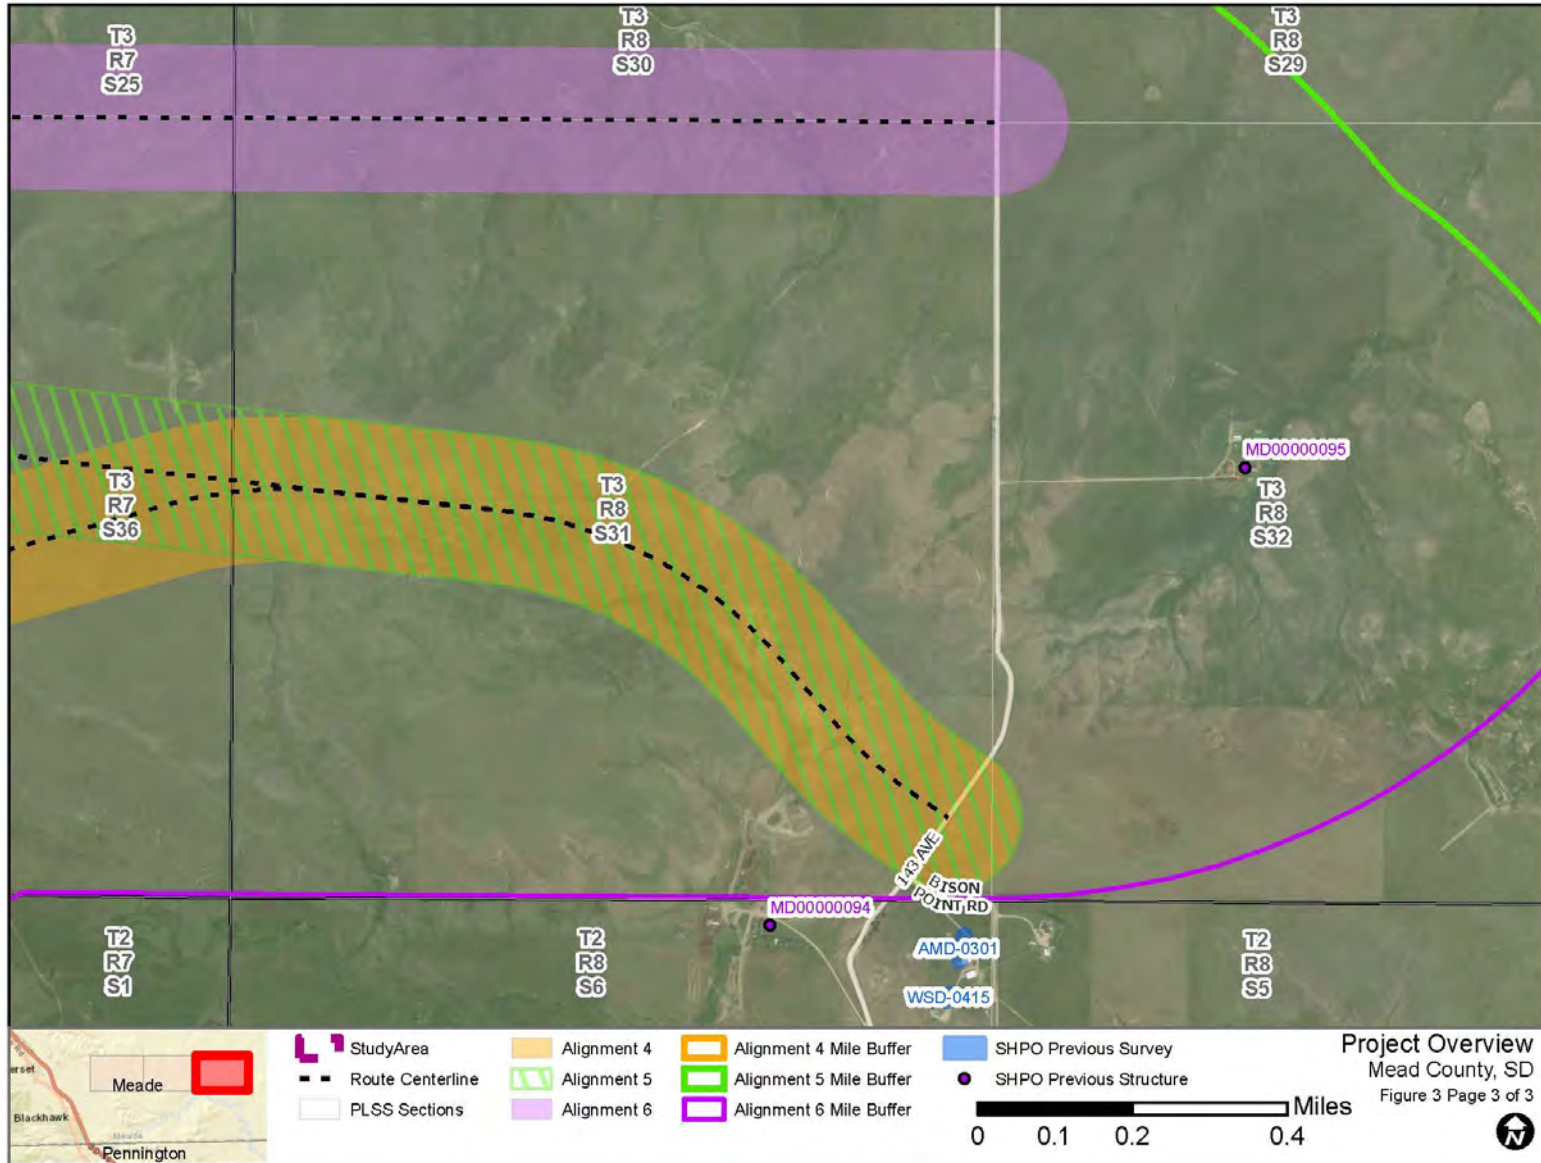 T3
R7
S25
T3
R8
S30
T3
R8
S29
MD00000095
T3
R7
S36
T3
R8
S31
T3
R8
S32
143 AVE
BISON
POINT RD
MD00000094
T2
R7
S1
T2
R8
S6
AMD-0301
WSD-0415
T2
R8
S5
erset
Meade
Blackhawk
Meade
Pennington
StudyArea
Route Centerline
PLSS Sections
Alignment 4
Alignment 5
Alignment 6
Alignment 4 Mile Buffer
Alignment 5 Mile Buffer
Alignment 6 Mile Buffer
SHPO Previous Survey
SHPO Previous Structure
Miles
0 0.1 0.2 0.4
Project Overview
Mead County, SD
Figure 3 Page 3 of 3
N